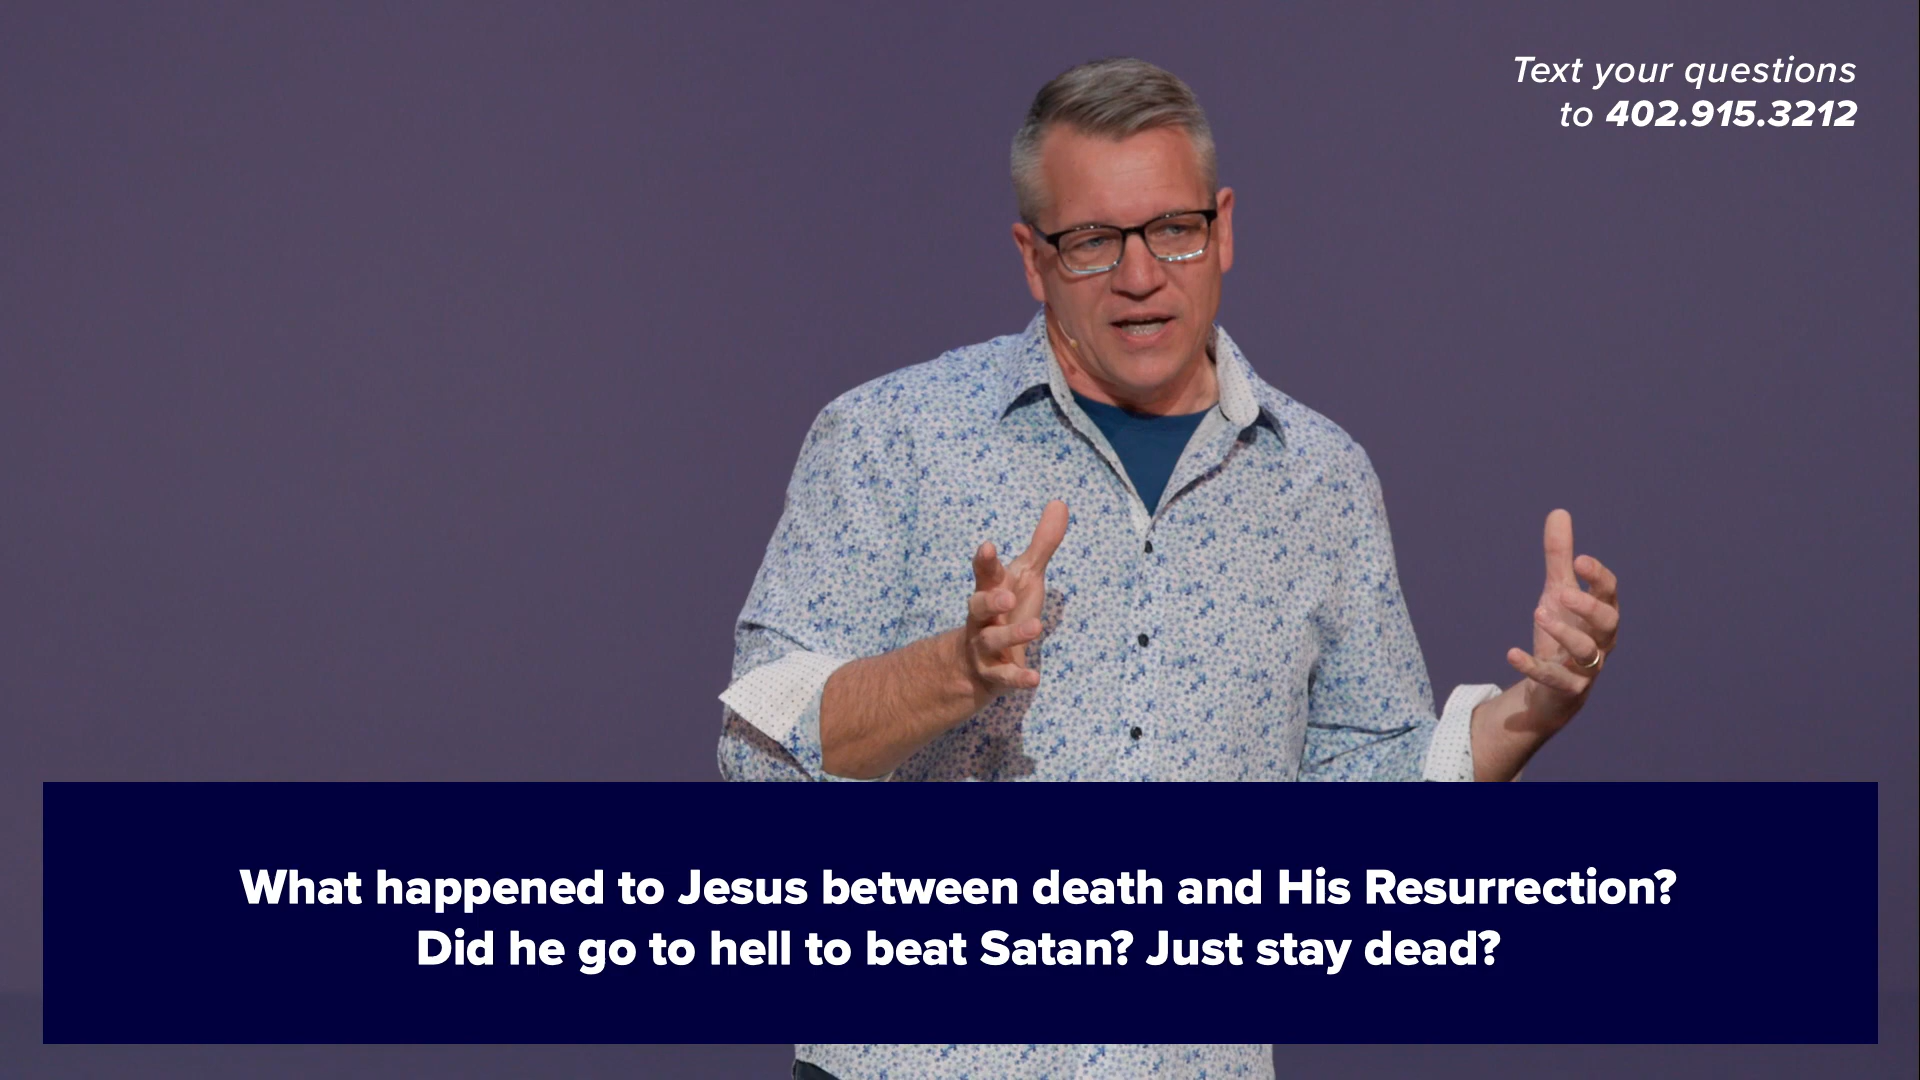 Text your questions
to 402.915.3212
What happened to Jesus between death and His Resurrection?
Did he go to hell to beat Satan? Just stay dead?